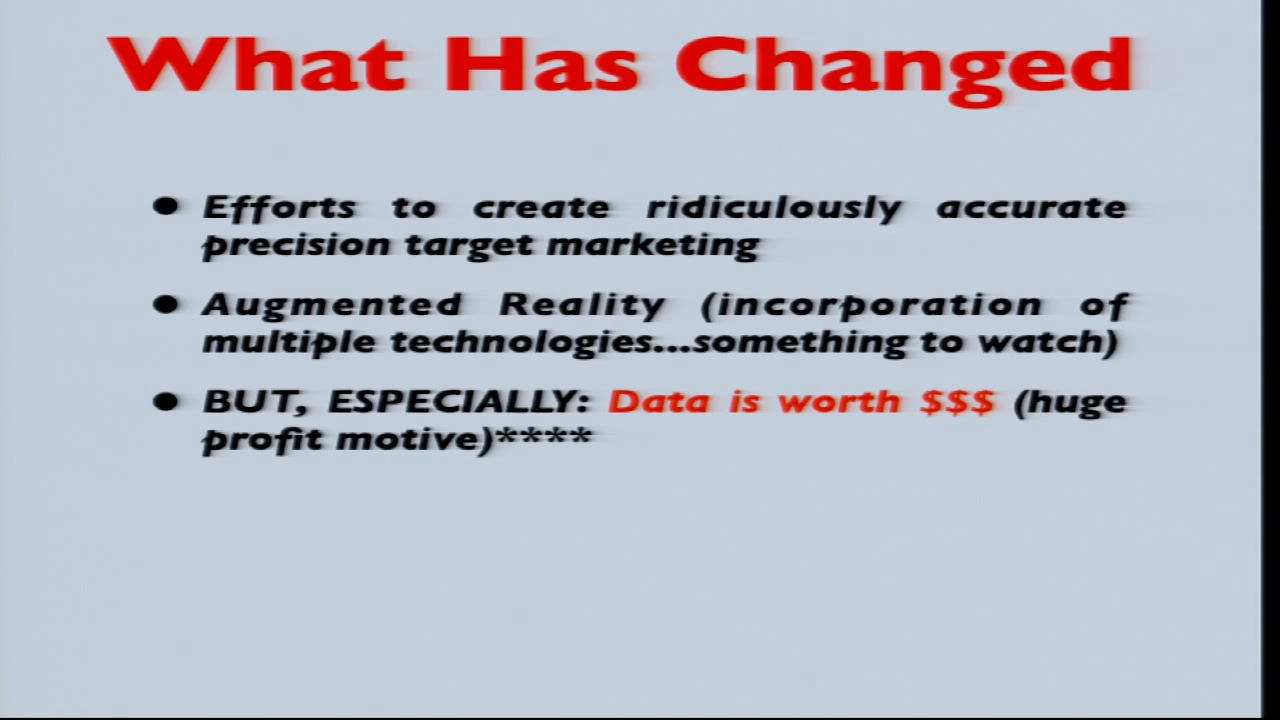 What Has Changed
● Efforts to create ridiculously accurate
precision target marketing
● Augmented Reality (incorporation of
multiple technologies...something to watch)
● BUT, ESPECIALLY: Data is worth $$$ (huge
profit motive)****